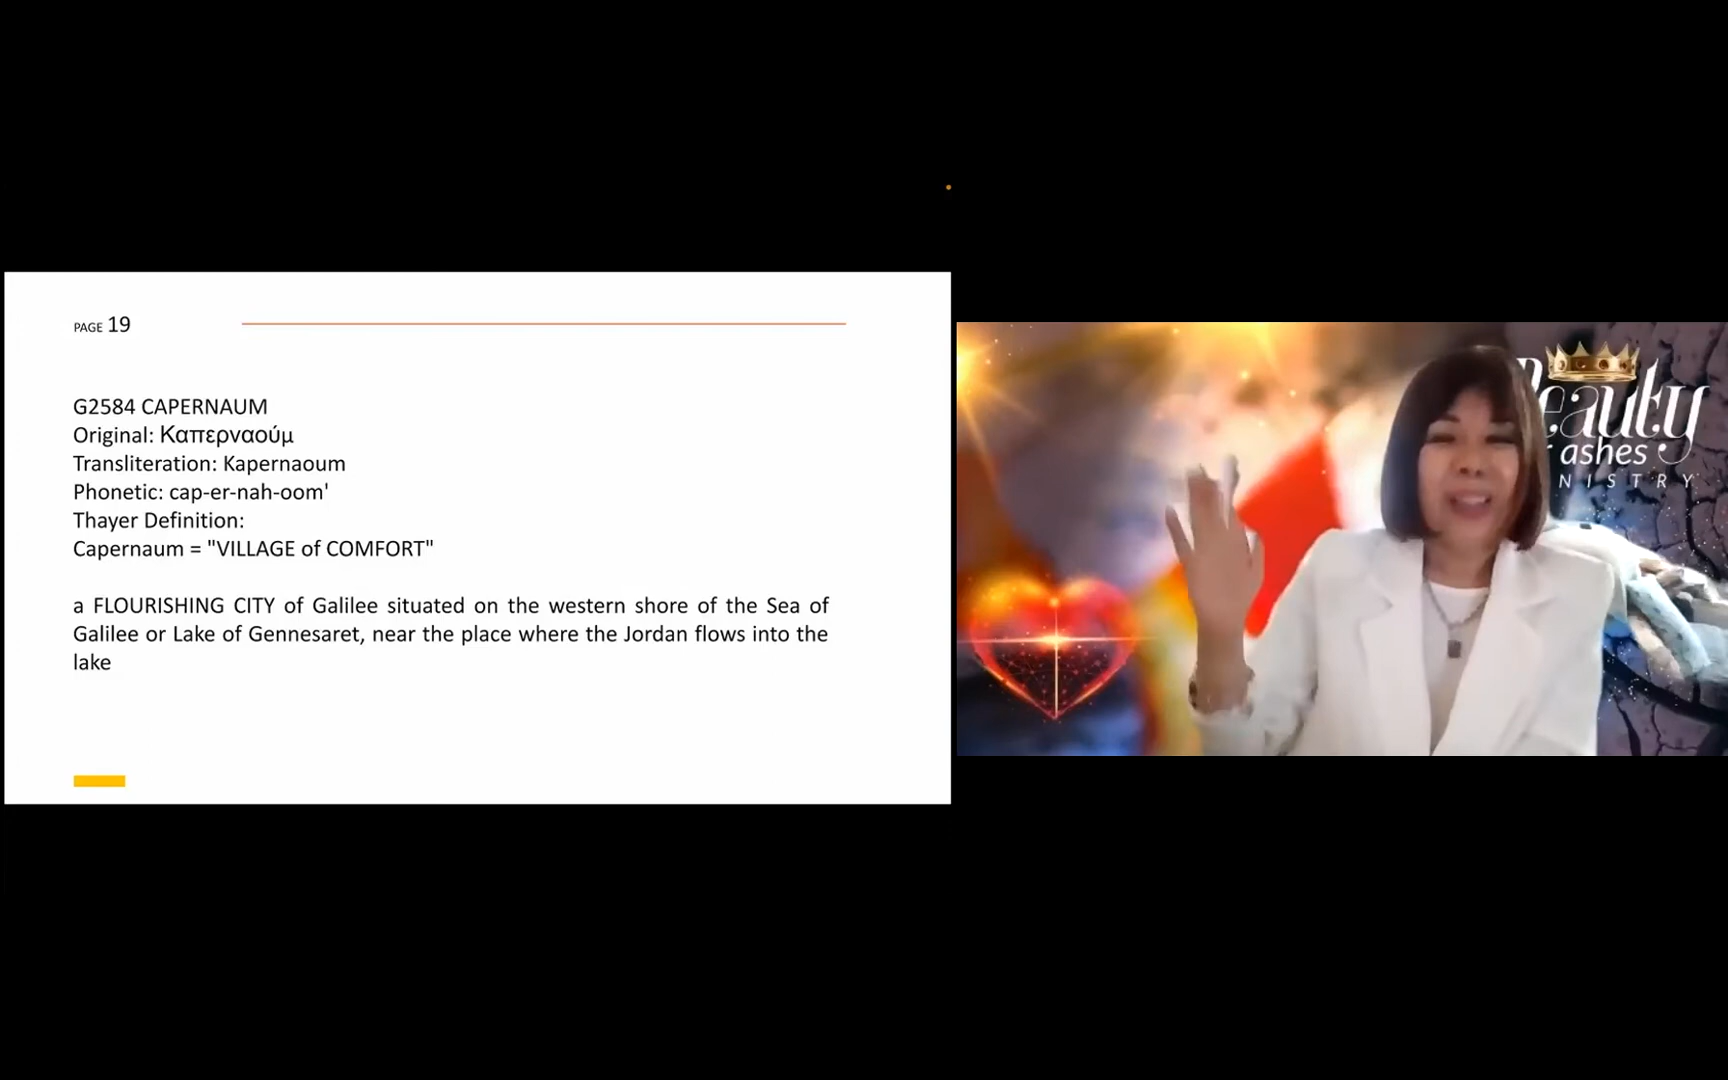 PAGE 19
G2584 CAPERNAUM
Original: Καπερναούμ
Transliteration: Kapernaoum
Phonetic: cap-er-nah-oom'
Thayer Definition:
Capernaum = "VILLAGE of COMFORT"
a FLOURISHING CITY of Galilee situated on the western shore of the Sea of
Galilee or Lake of Gennesaret, near the place where the Jordan flows into the
lake
Beauty
ashes
NISTRY